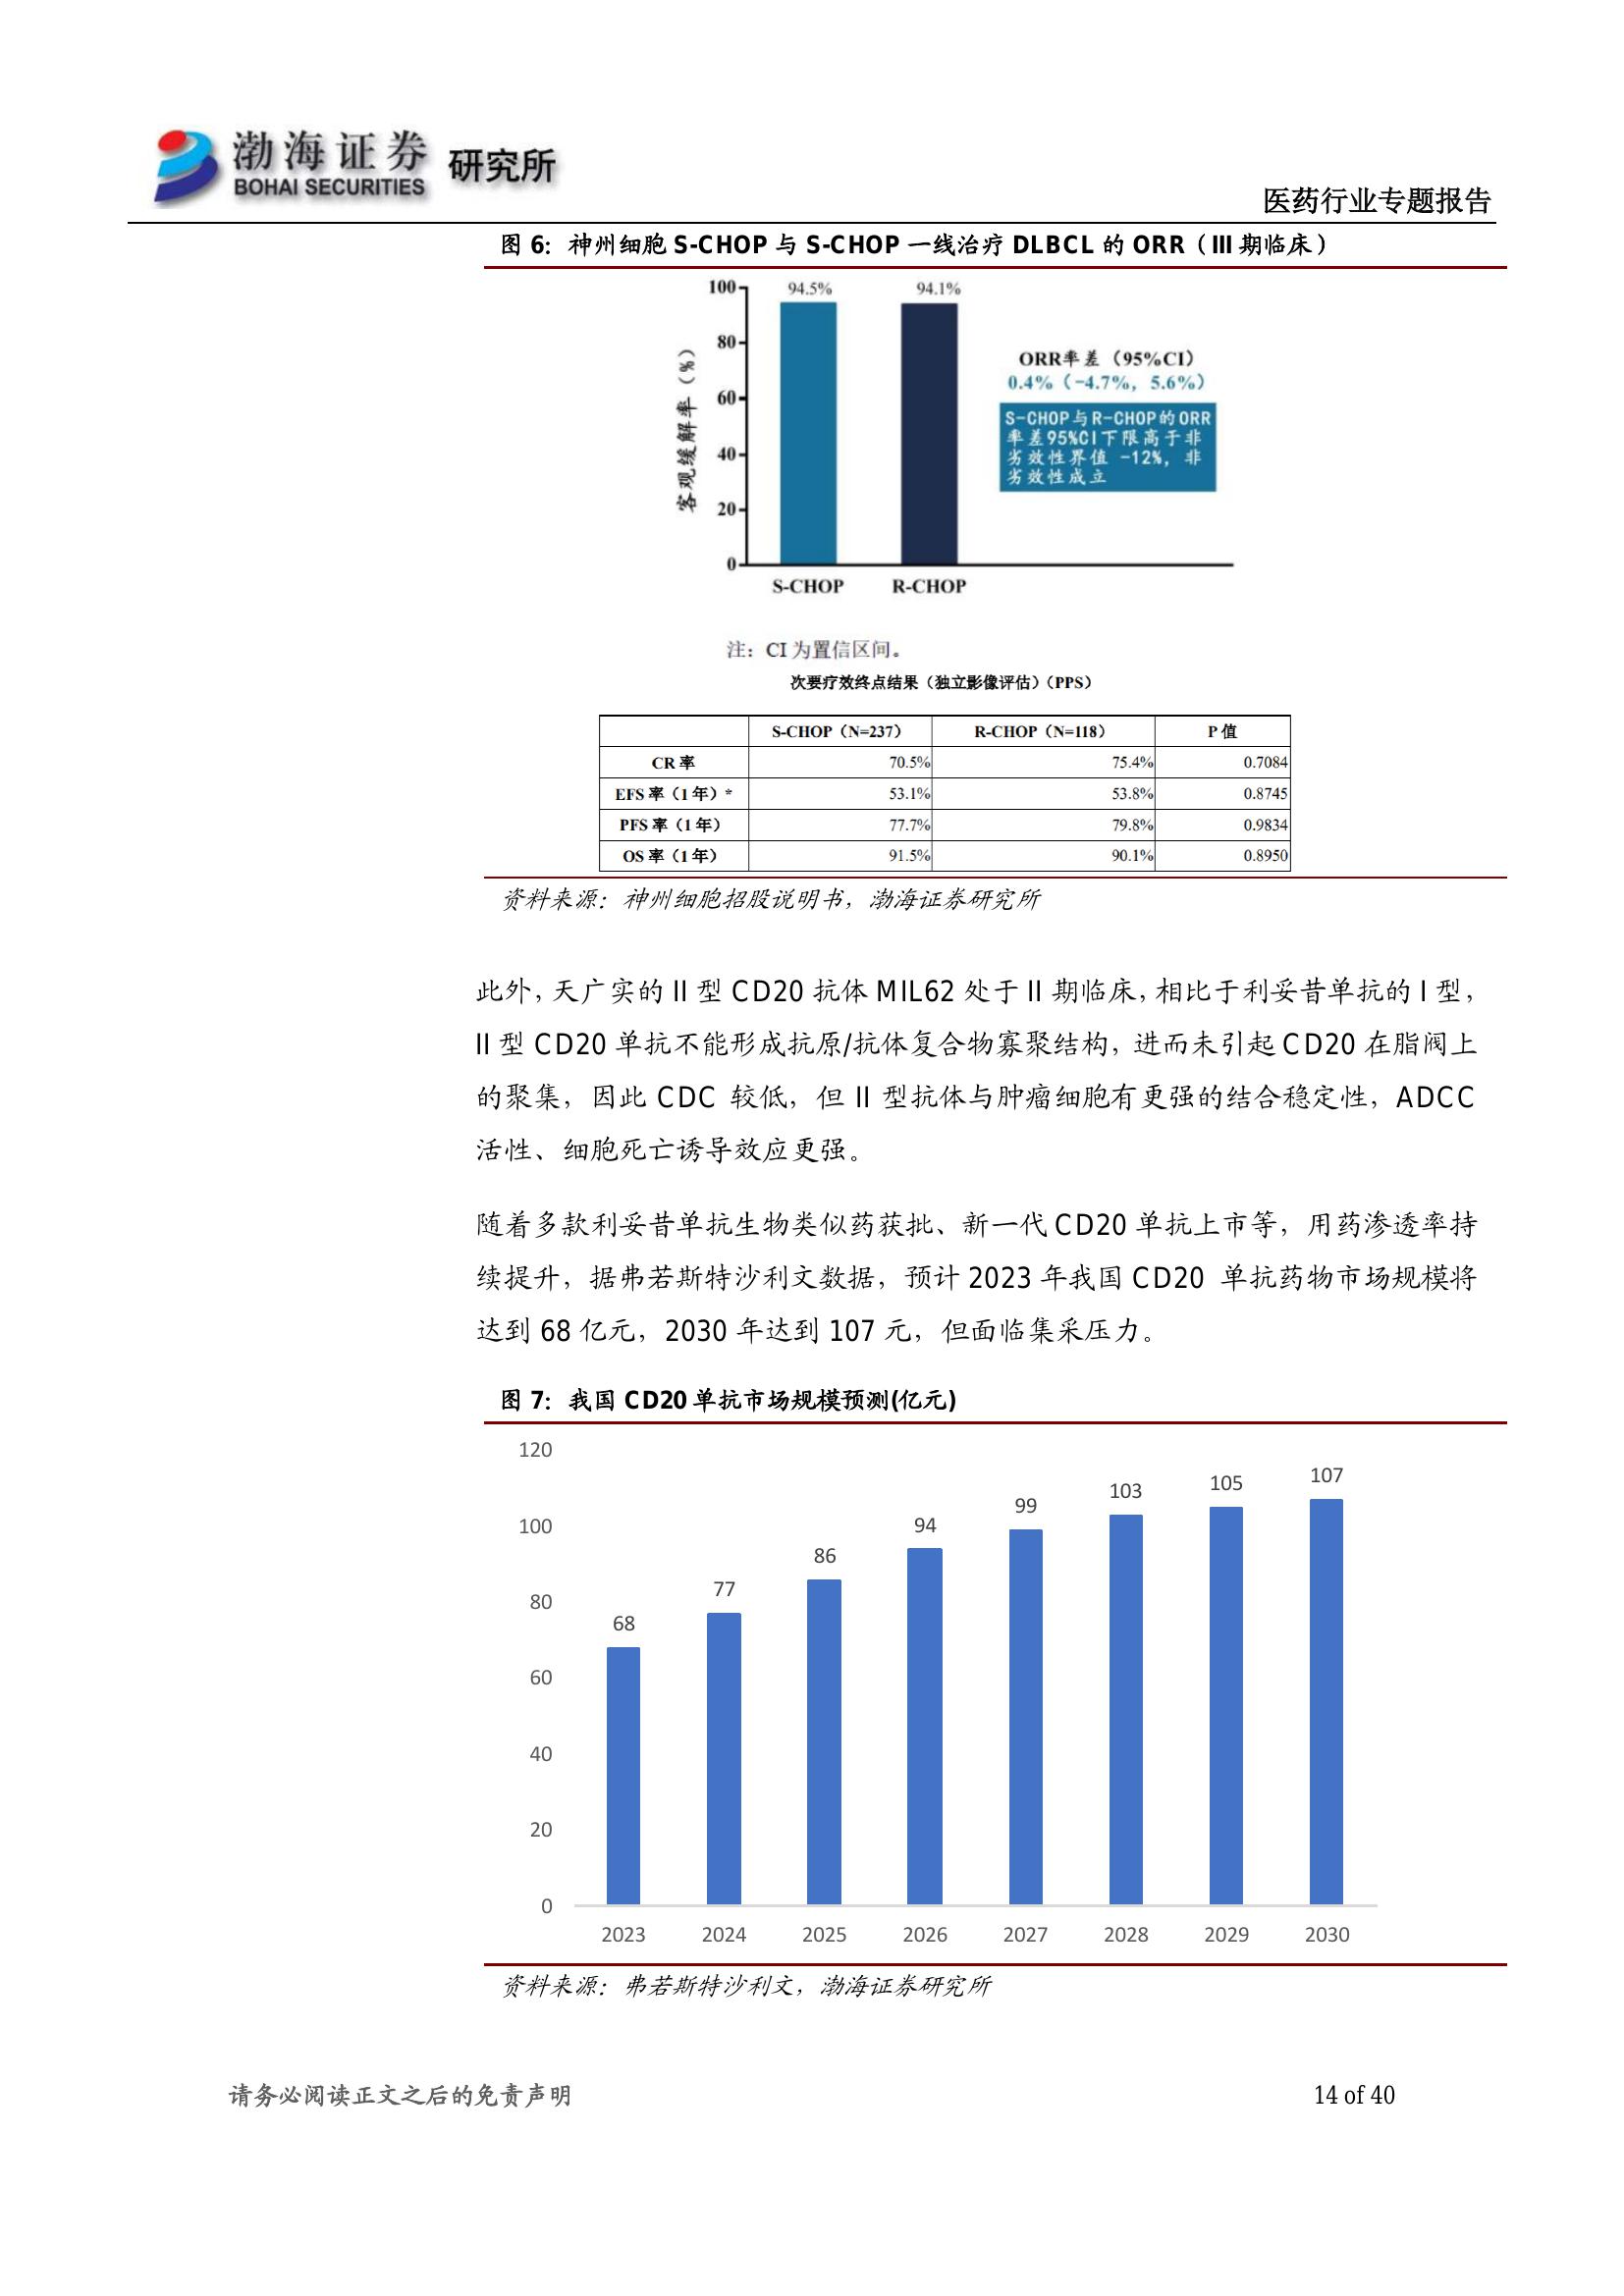 渤海证券 研究所
BOHAI SECURITIES
医药行业专题报告
图 6：神州细胞 S-CHOP 与 S-CHOP 一线治疗 DLBCL 的 ORR（III 期临床）
94.5% 94.1%
100
80
60
40
20
0
客观缓解率（%）
S-CHOP R-CHOP
ORR率差（95%CI）
0.4%（-4.7%，5.6%）
S-CHOP与R-CHOP的ORR
率差95%CI下限高于非
劣效性界值 -12%，非
劣效性成立
注：CI 为置信区间。
次要疗效终点结果（独立影像评估）（PPS）
S-CHOP（N=237） R-CHOP（N=118） P 值
CR 率 70.5% 75.4% 0.7084
EFS 率（1 年）* 53.1% 53.8% 0.8745
PFS 率（1 年） 77.7% 79.8% 0.9834
OS 率（1 年） 91.5% 90.1% 0.8950
资料来源：神州细胞招股说明书，渤海证券研究所
此外，天广实的 II 型 CD20 抗体 MIL62 处于 II 期临床，相比于利妥昔单抗的 I 型，
II 型 CD20 单抗不能形成抗原/抗体复合物寡聚结构，进而未引起 CD20 在脂阀上
的聚集，因此 CDC 较低，但 II 型抗体与肿瘤细胞有更强的结合稳定性，ADCC
活性、细胞死亡诱导效应更强。
随着多款利妥昔单抗生物类似药获批、新一代 CD20 单抗上市等，用药渗透率持
续提升，据弗若斯特沙利文数据，预计 2023 年我国 CD20 单抗药物市场规模将
达到 68 亿元，2030 年达到 107 元，但面临集采压力。
图 7：我国 CD20 单抗市场规模预测(亿元)
120
100
80
60
40
20
0
68 77 86 94 99 103 105 107
2023 2024 2025 2026 2027 2028 2029 2030
资料来源：弗若斯特沙利文，渤海证券研究所
请务必阅读正文之后的免责声明 14 of 40